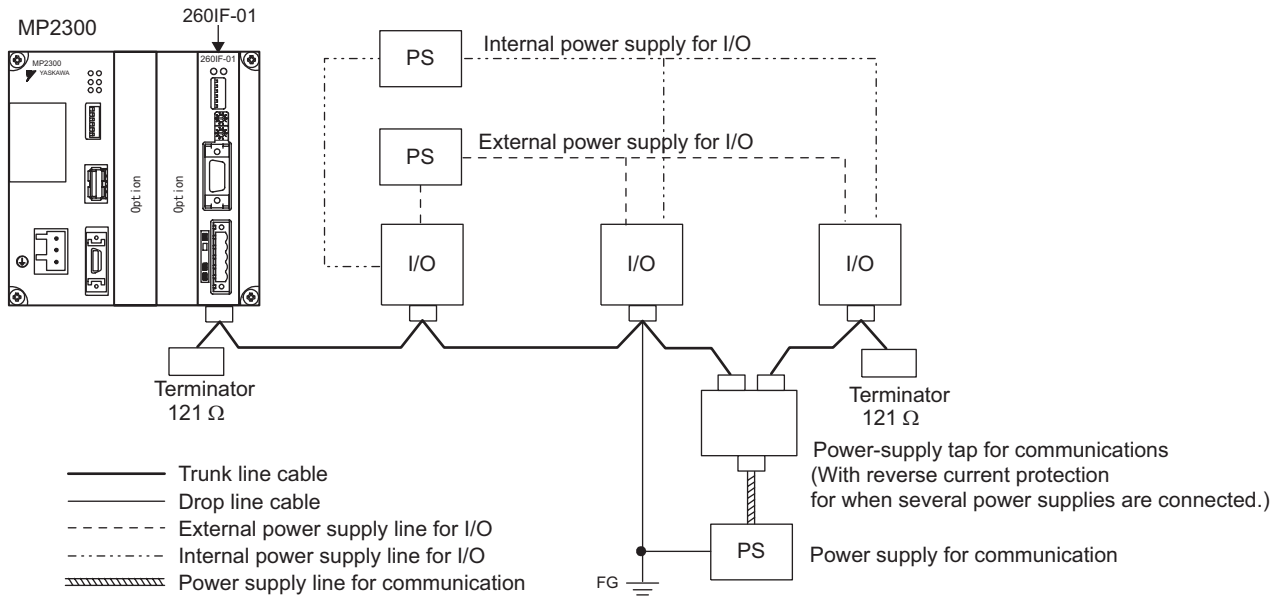 MP2300
260IF-01
MP2300
YASKAWA
260IF-01
Option
Option
PS
Internal power supply for I/O
PS
External power supply for I/O
I/O
I/O
I/O
Terminator
121 Ω
Terminator
121 Ω
Power-supply tap for communications
(With reverse current protection
for when several power supplies are connected.)
Trunk line cable
Drop line cable
External power supply line for I/O
Internal power supply line for I/O
Power supply line for communication
PS
Power supply for communication
FG